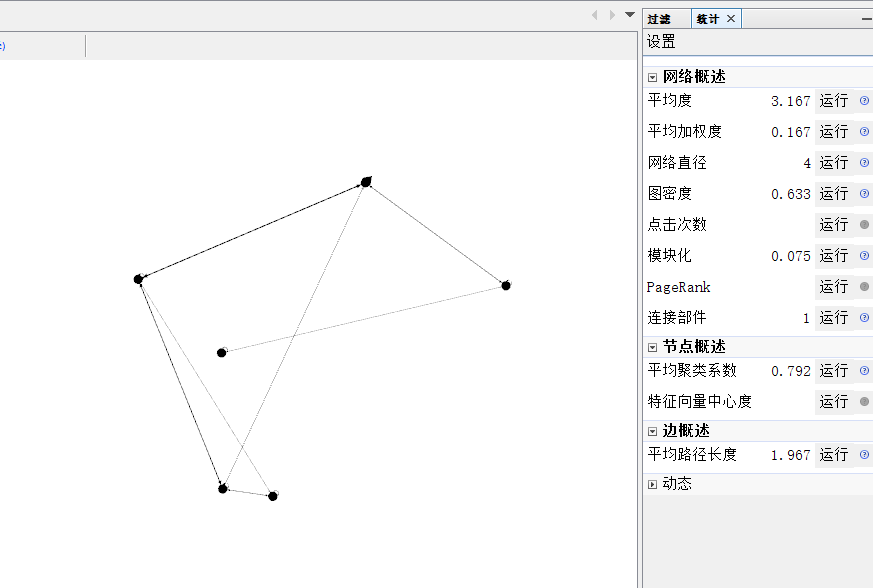 过滤 统计
设置
网络概述
平均度 3.167 运行
平均加权度 0.167 运行
网络直径 4 运行
图密度 0.633 运行
点击次数 运行
模块化 0.075 运行
PageRank 运行
连接部件 1 运行
节点概述
平均聚类系数 0.792 运行
特征向量中心度 运行
边概述
平均路径长度 1.967 运行
动态